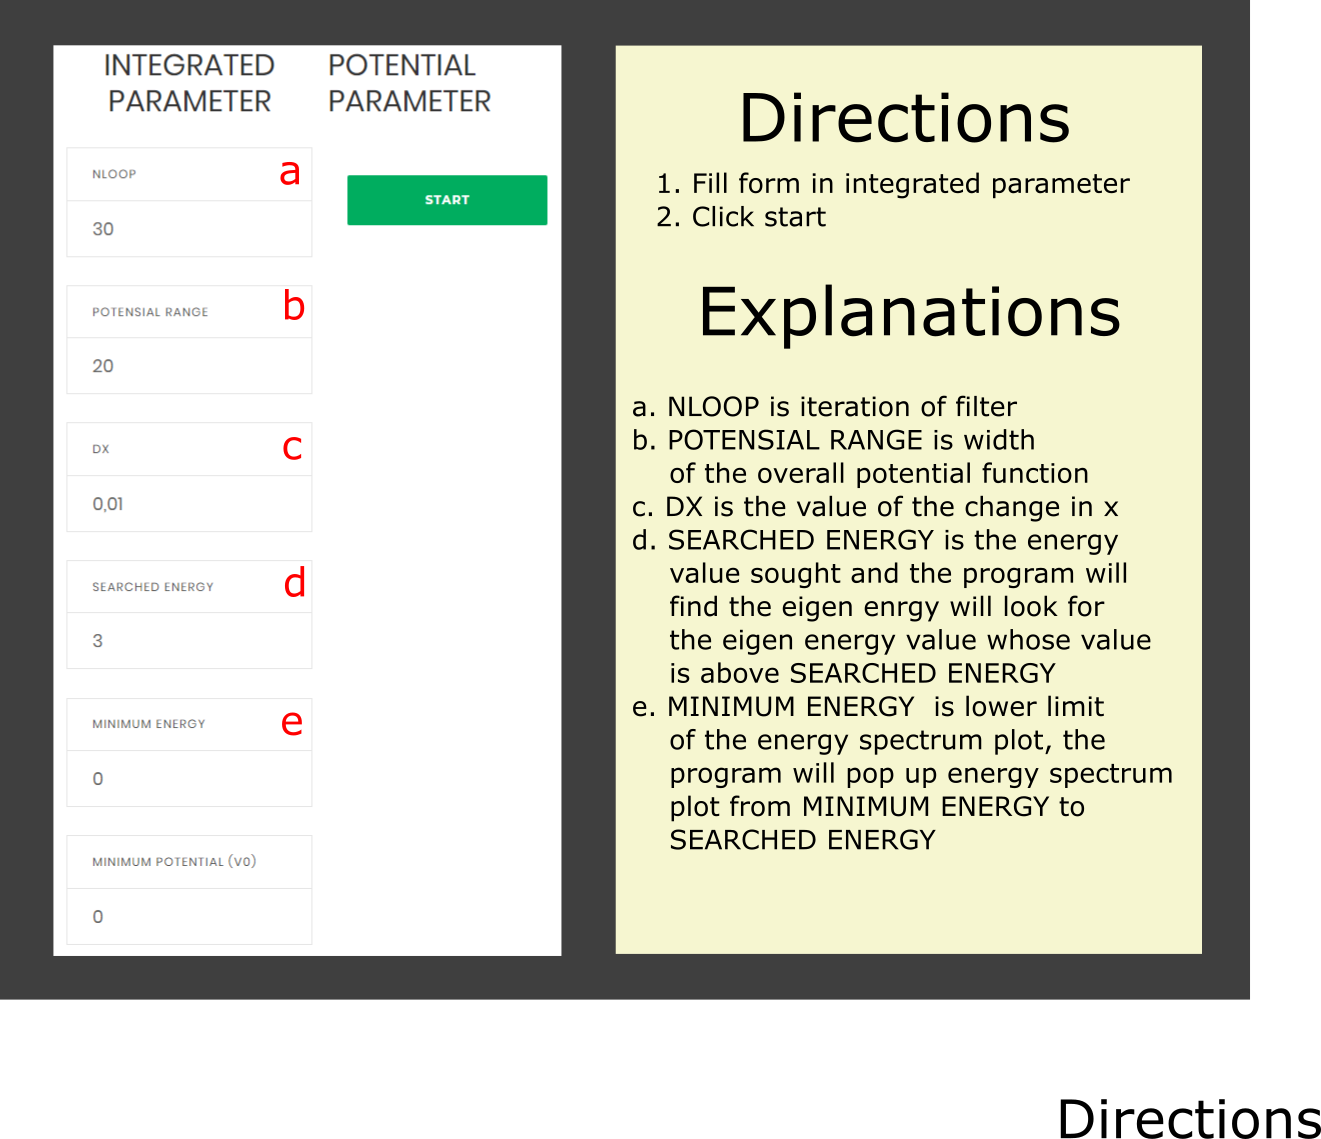 INTEGRATED
PARAMETER
POTENTIAL
PARAMETER
NLOOP
a
30
START
POTENSIAL RANGE
b
20
DX
c
0,01
SEARCHED ENERGY
d
3
MINIMUM ENERGY
e
0
MINIMUM POTENTIAL (V0)
0
Directions
1. Fill form in integrated parameter
2. Click start
Explanations
a. NLOOP is iteration of filter
b. POTENSIAL RANGE is width
of the overall potential function
c. DX is the value of the change in x
d. SEARCHED ENERGY is the energy
value sought and the program will
find the eigen enrgy will look for
the eigen energy value whose value
is above SEARCHED ENERGY
e. MINIMUM ENERGY  is lower limit
of the energy spectrum plot, the
program will pop up energy spectrum
plot from MINIMUM ENERGY to
SEARCHED ENERGY
Directions